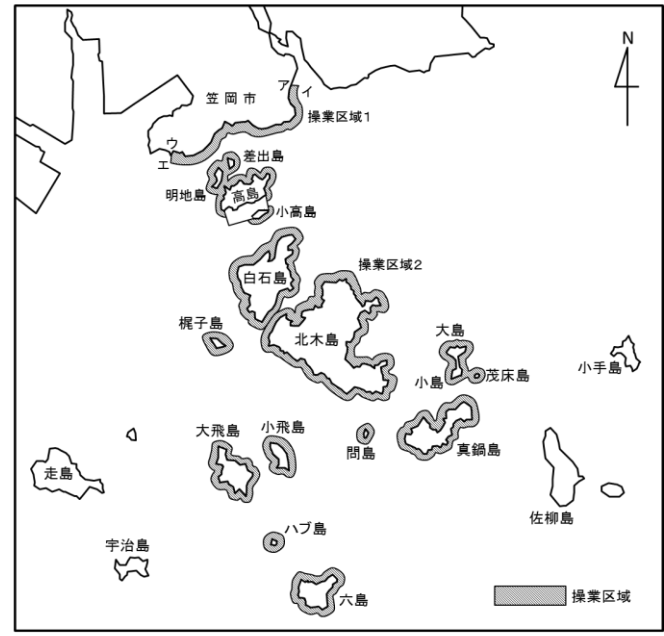 N
ア
イ
笠岡市
操業区域1
ウ
エ
差出島
明地島
高島
小高島
白石島
操業区域2
梶子島
北木島
大島
小手島
小島
茂床島
大飛島
小飛島
問島
真鍋島
走島
佐柳島
ハブ島
宇治島
六島
操業区域